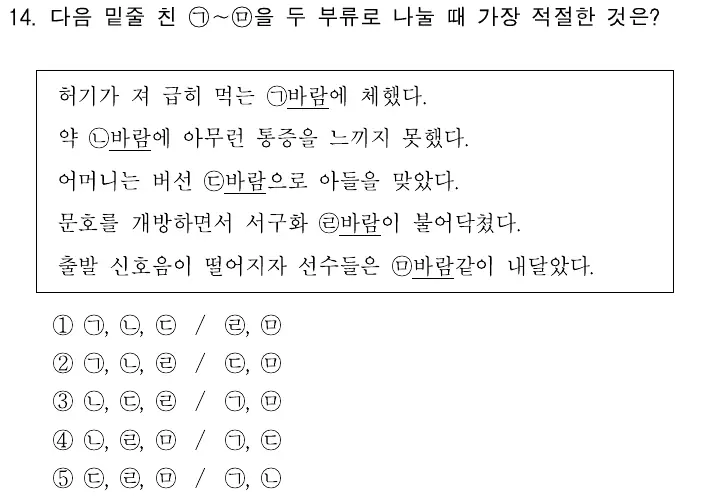 14. 다음 밑줄 친 ㉠～㉤을 두 부류로 나눌 때 가장 적절한 것은?
허기가 져 급히 먹는 ㉠바람에 체했다.
약 ㉡바람에 아무런 통증을 느끼지 못했다.
어머니는 버선 ㉢바람으로 아들을 맞았다.
문호를 개방하면서 서구화 ㉣바람이 불어닥쳤다.
출발 신호음이 떨어지자 선수들은 ㉤바람같이 내달았다.
① ㉠, ㉡, ㉢ / ㉣, ㉤
② ㉠, ㉡, ㉣ / ㉢, ㉤
③ ㉡, ㉢, ㉣ / ㉠, ㉤
④ ㉡, ㉣, ㉤ / ㉠, ㉢
⑤ ㉢, ㉣, ㉤ / ㉠, ㉡